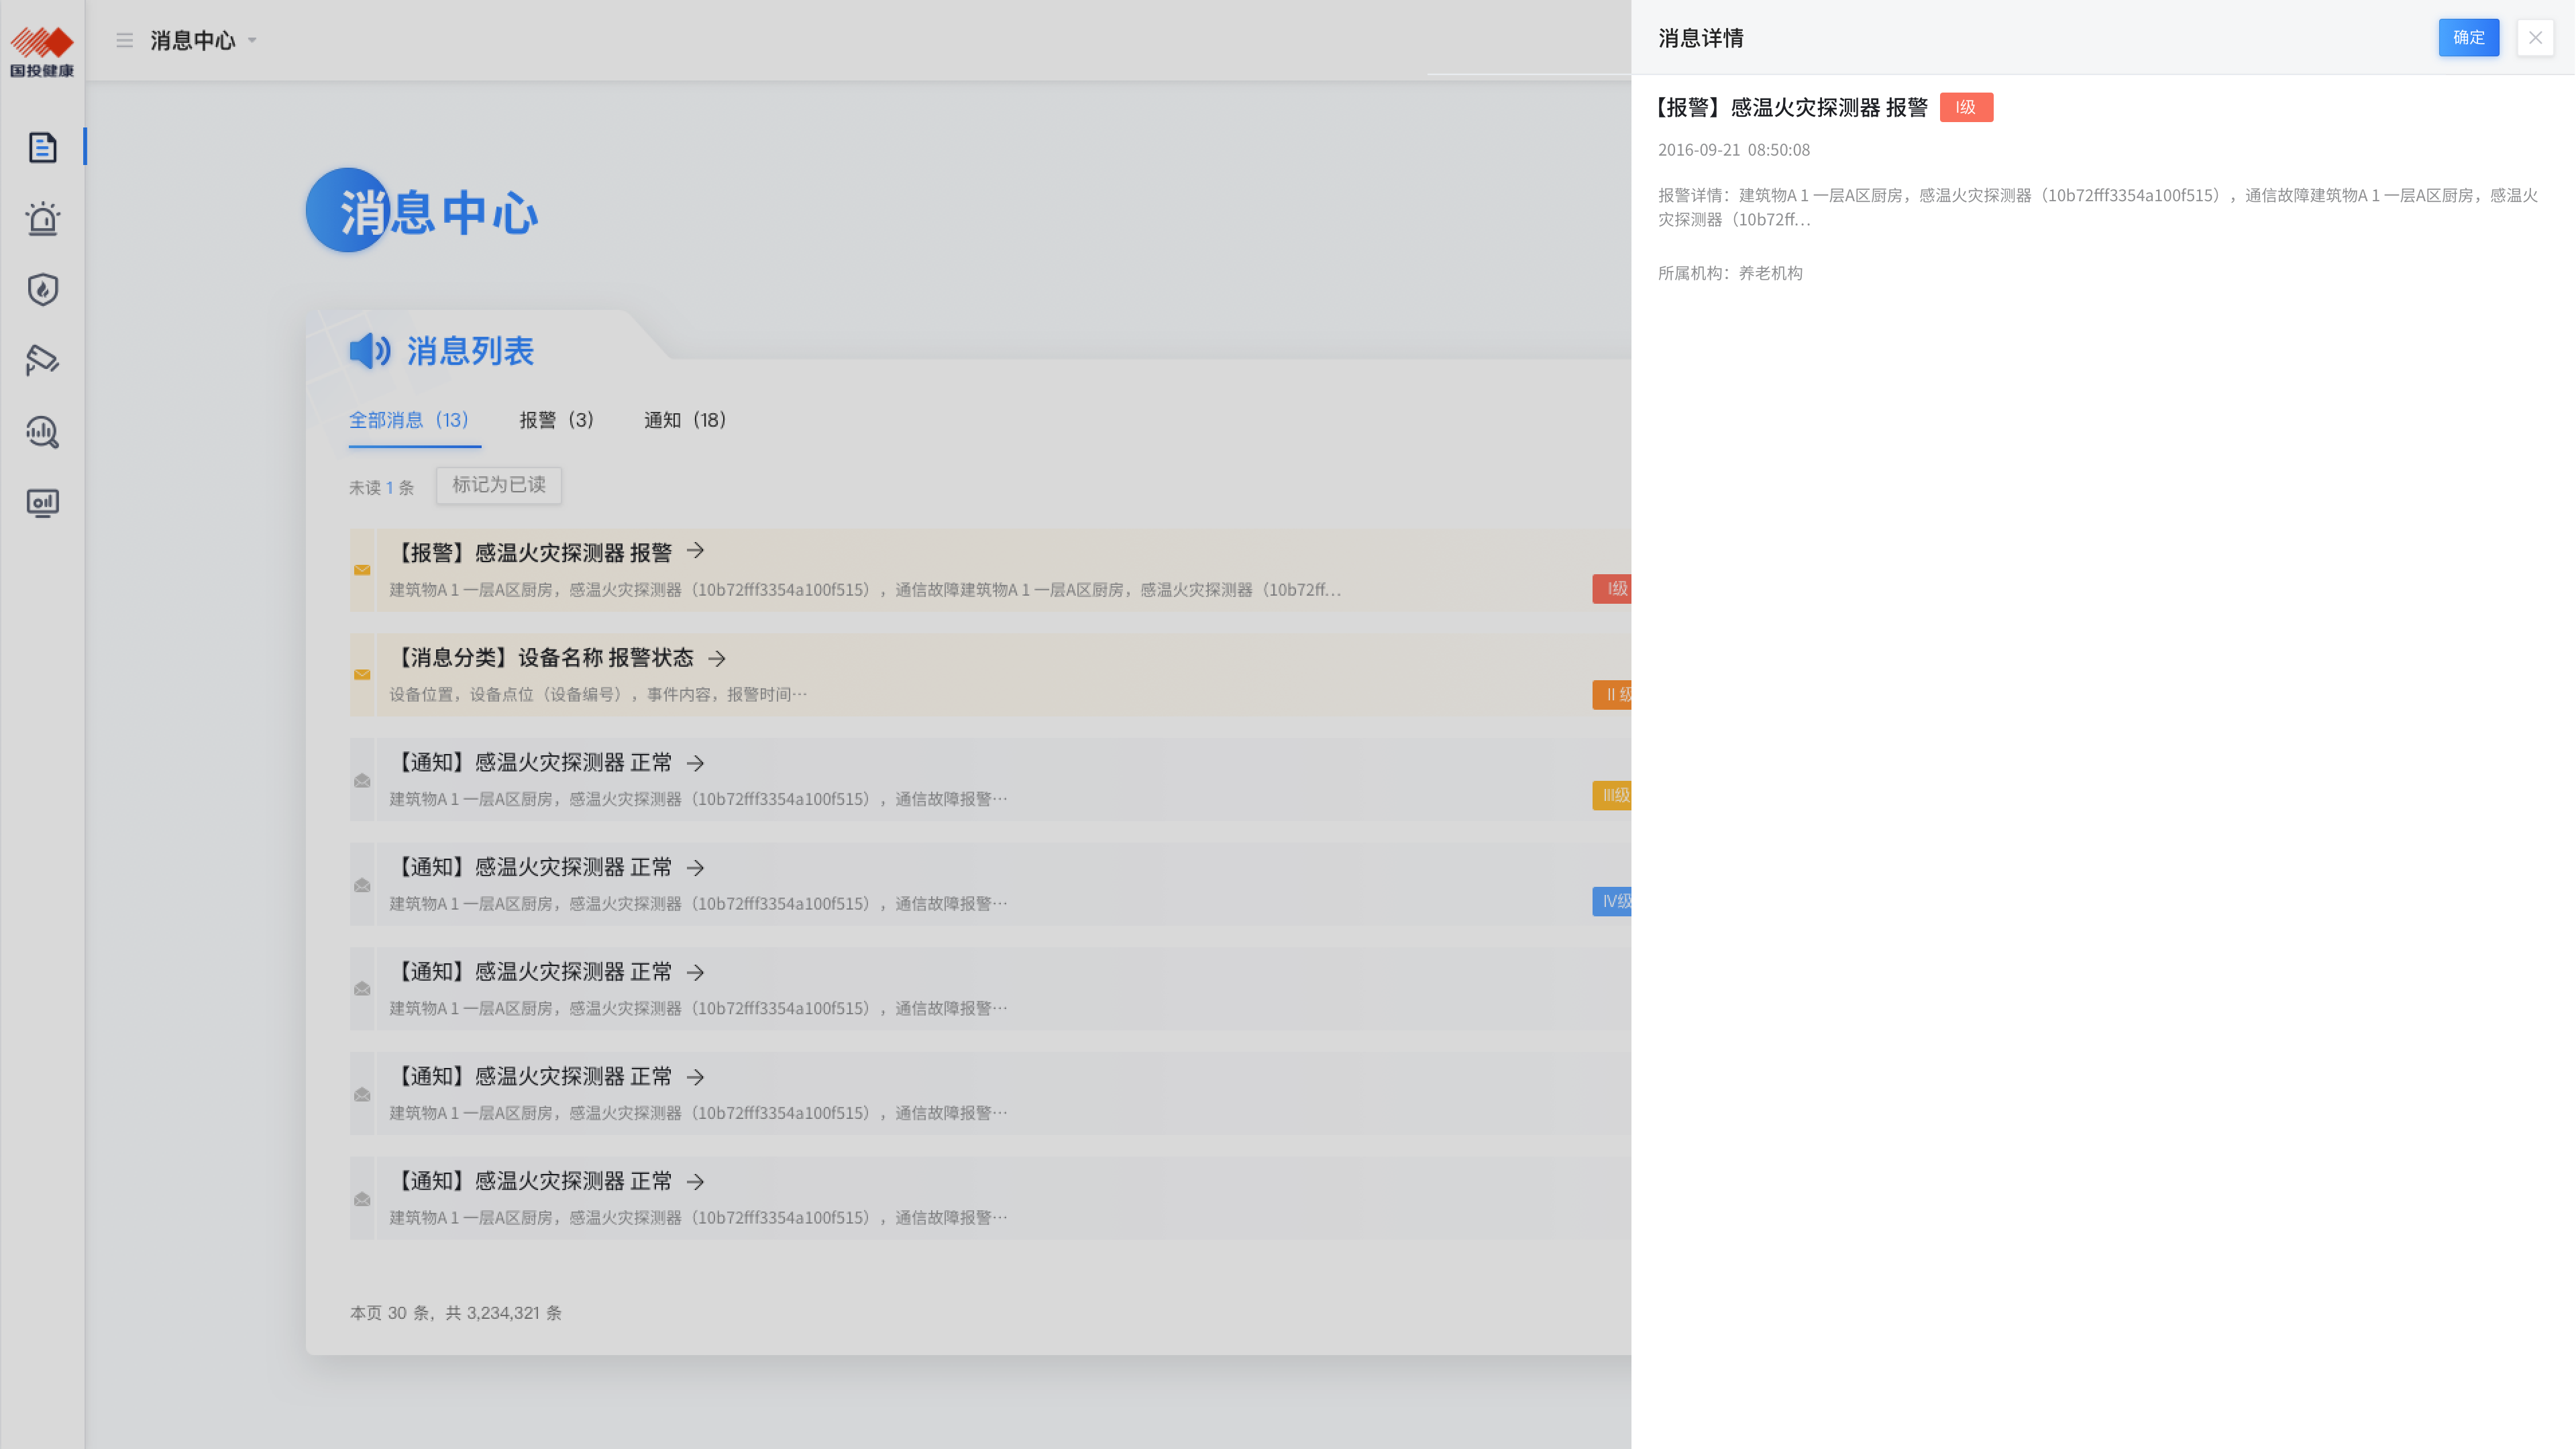 国投健康
消息中心
消息中心
消息列表
全部消息（13）
报警（3）
通知（18）
未读 1 条
标记为已读
【报警】感温火灾探测器 报警
建筑物A 1 一层A区厨房，感温火灾探测器（10b72fff3354a100f515），通信故障建筑物A 1 一层A区厨房，感温火灾探测器（10b72ff…
I级
【消息分类】设备名称 报警状态
设备位置，设备点位（设备编号），事件内容，报警时间…
II 级
【通知】感温火灾探测器 正常
建筑物A 1 一层A区厨房，感温火灾探测器（10b72fff3354a100f515），通信故障报警…
III级
【通知】感温火灾探测器 正常
建筑物A 1 一层A区厨房，感温火灾探测器（10b72fff3354a100f515），通信故障报警…
IV级
【通知】感温火灾探测器 正常
建筑物A 1 一层A区厨房，感温火灾探测器（10b72fff3354a100f515），通信故障报警…
【通知】感温火灾探测器 正常
建筑物A 1 一层A区厨房，感温火灾探测器（10b72fff3354a100f515），通信故障报警…
【通知】感温火灾探测器 正常
建筑物A 1 一层A区厨房，感温火灾探测器（10b72fff3354a100f515），通信故障报警…
本页 30 条，共 3,234,321 条
消息详情
确定
【报警】感温火灾探测器 报警
I级
2016-09-21 08:50:08
报警详情：建筑物A 1 一层A区厨房，感温火灾探测器（10b72fff3354a100f515），通信故障建筑物A 1 一层A区厨房，感温火
灾探测器（10b72ff…
所属机构：养老机构